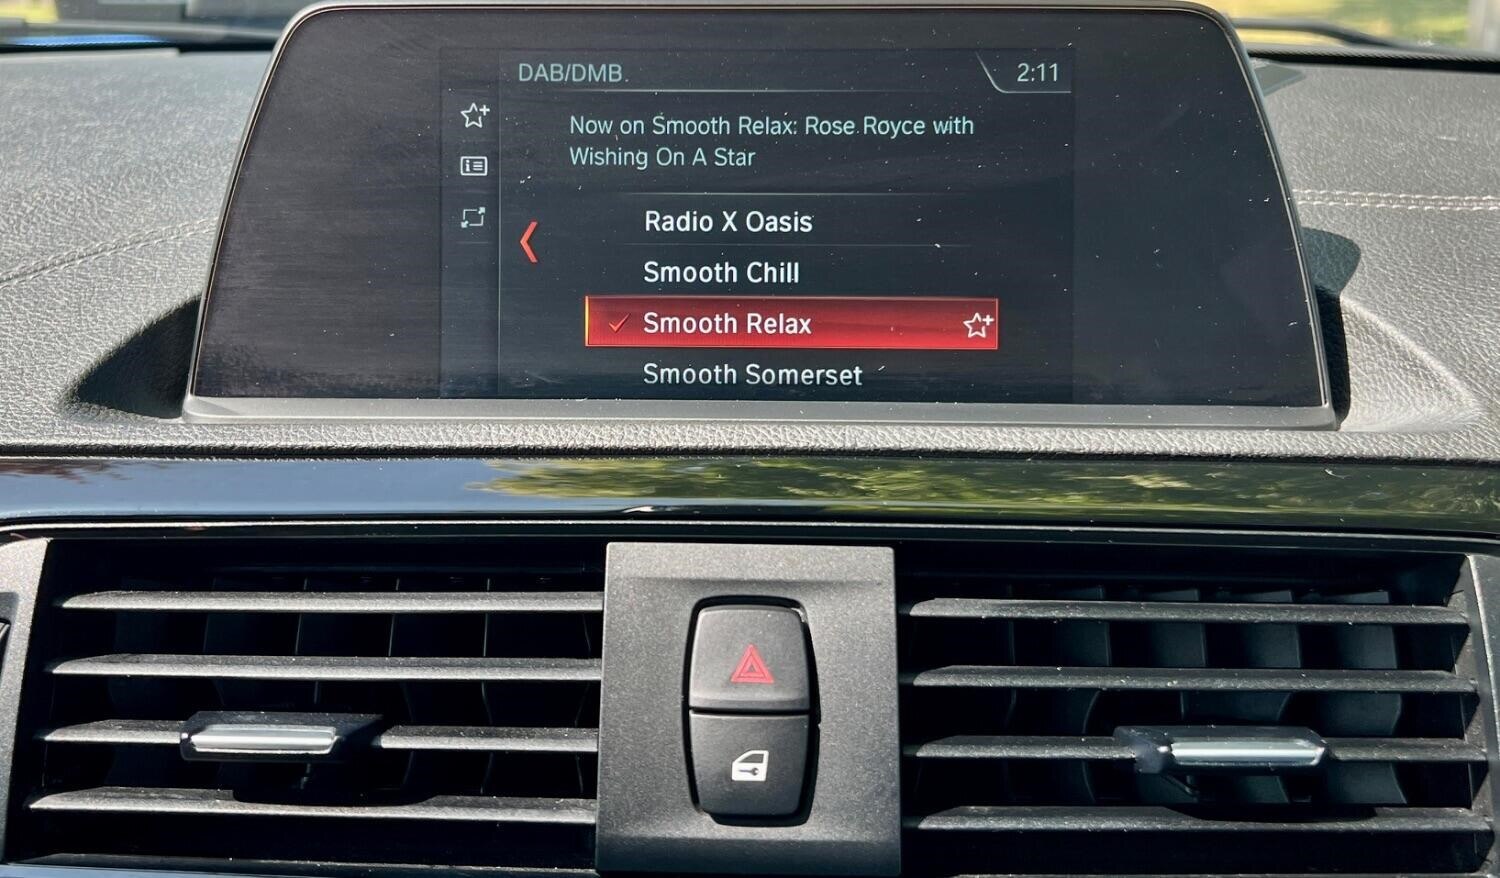 DAB/DMB
2:11
Now on Smooth Relax: Rose Royce with
Wishing On A Star
Radio X Oasis
Smooth Chill
Smooth Relax
Smooth Somerset